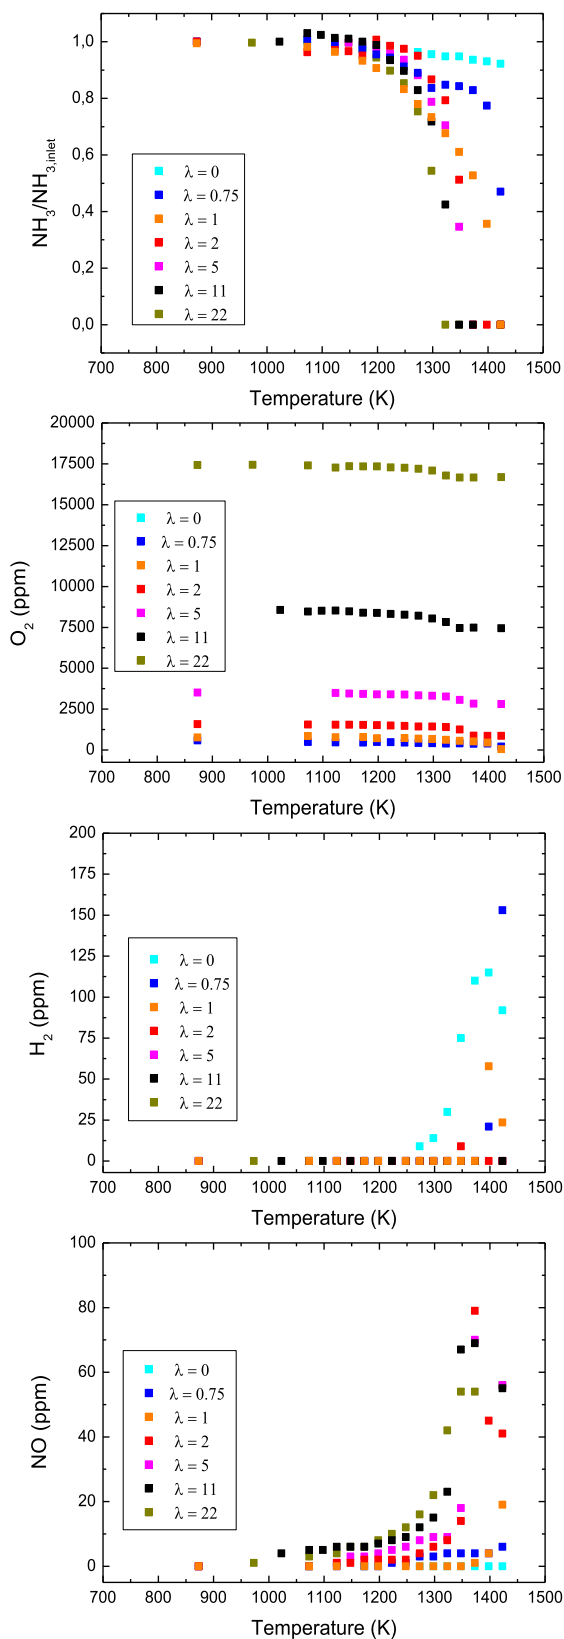 NH3/NH3,inlet
1,0
0,8
0,6
0,4
0,2
0,0
λ = 0
λ = 0.75
λ = 1
λ = 2
λ = 5
λ = 11
λ = 22
700 800 900 1000 1100 1200 1300 1400 1500
Temperature (K)
O2 (ppm)
20000
17500
15000
12500
10000
7500
5000
2500
0
λ = 0
λ = 0.75
λ = 1
λ = 2
λ = 5
λ = 11
λ = 22
700 800 900 1000 1100 1200 1300 1400 1500
Temperature (K)
H2 (ppm)
200
175
150
125
100
75
50
25
0
λ = 0
λ = 0.75
λ = 1
λ = 2
λ = 5
λ = 11
λ = 22
700 800 900 1000 1100 1200 1300 1400 1500
Temperature (K)
NO (ppm)
100
80
60
40
20
0
λ = 0
λ = 0.75
λ = 1
λ = 2
λ = 5
λ = 11
λ = 22
700 800 900 1000 1100 1200 1300 1400 1500
Temperature (K)